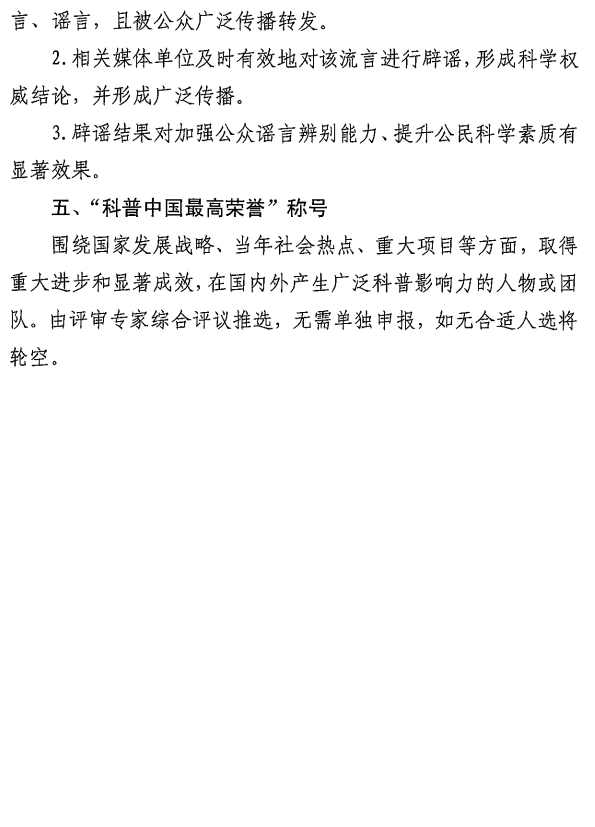 言、谣言，且被公众广泛传播转发。
2.相关媒体单位及时有效地对该流言进行辟谣，形成科学权
威结论，并形成广泛传播。
3.辟谣结果对加强公众谣言辨别能力、提升公民科学素质有
显著效果。
五、“科普中国最高荣誉”称号
围绕国家发展战略、当年社会热点、重大项目等方面，取得
重大进步和显著成效，在国内外产生广泛科普影响力的人物或团
队。由评审专家综合评议推选，无需单独申报，如无合适人选将
轮空。